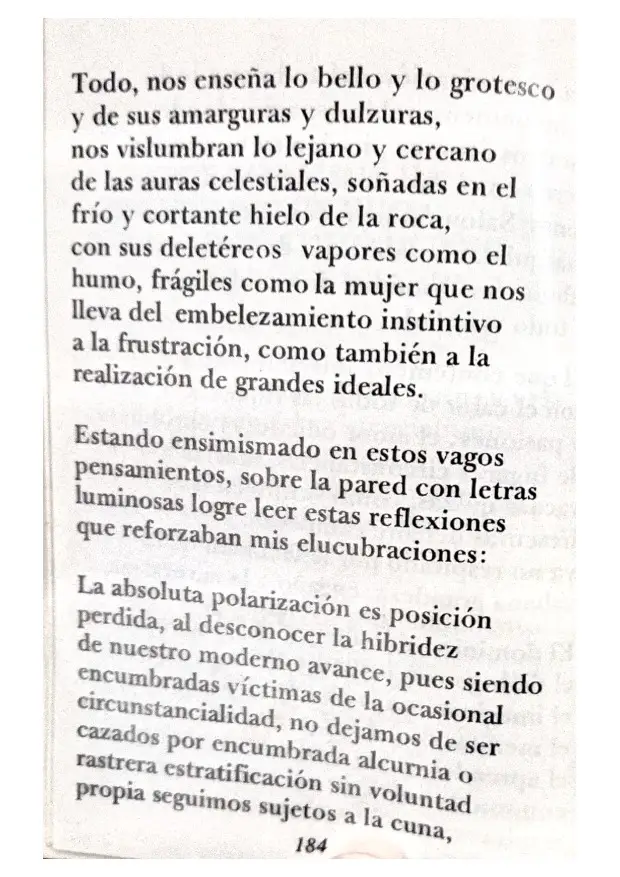 Todo, nos enseña lo bello y lo grotesco
y de sus amarguras y dulzuras,
nos vislumbran lo lejano y cercano
de las auras celestiales, soñadas en el
frío y cortante hielo de la roca,
con sus deletéreos vapores como el
humo, frágiles como la mujer que nos
lleva del embelezamiento instintivo
a la frustración, como también a la
realización de grandes ideales.
Estando ensimismado en estos vagos
pensamientos, sobre la pared con letras
luminosas logre leer estas reflexiones
que reforzaban mis elucubraciones:
La absoluta polarización es posición
perdida, al desconocer la hibridez
de nuestro moderno avance, pues siendo
encumbradas víctimas de la ocasional
circunstancialidad, no dejamos de ser
cazados por encumbrada alcurnia o
rastrera estratificación sin voluntad
propia seguimos sujetos a la cuna,
184